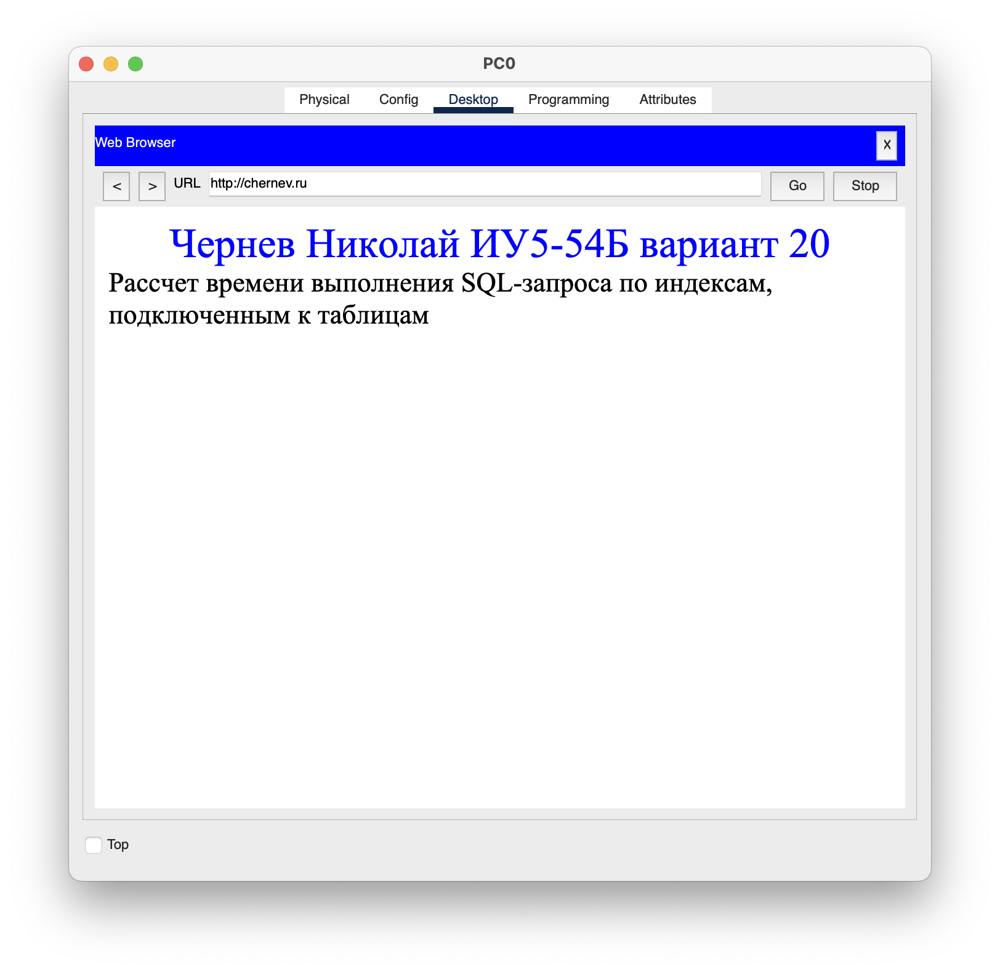 PC0
Physical Config Desktop Programming Attributes
Web Browser X
< > URL http://chernev.ru Go Stop
Чернев Николай ИУ5-54Б вариант 20
Рассчет времени выполнения SQL-запроса по индексам,
подключенным к таблицам
Top